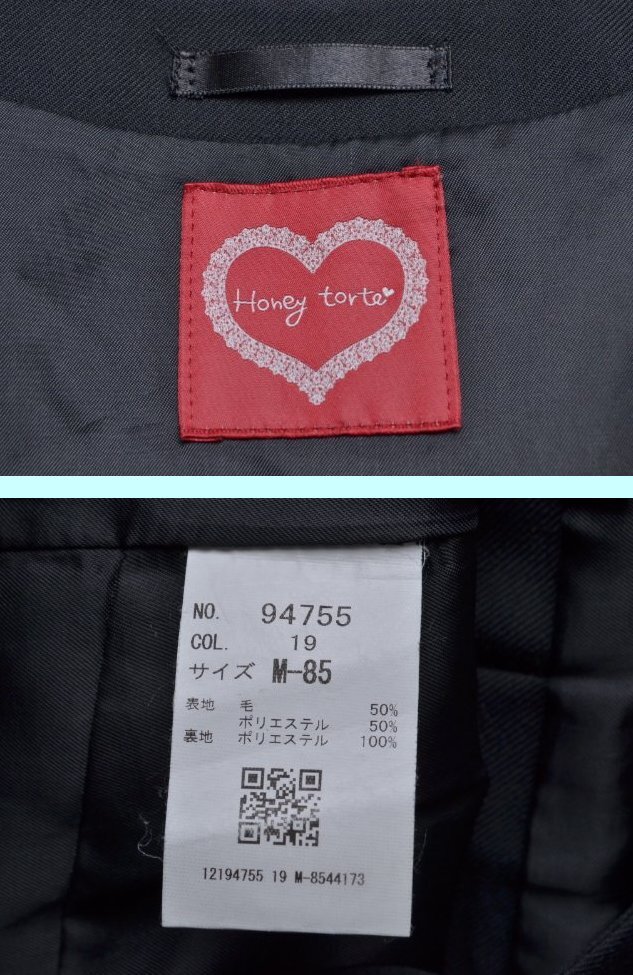 Honey torte
NO. 94755
COL. 19
サイズ M-85
表地 毛 50%
ポリエステル 50%
裏地 ポリエステル 100%
12194755 19 M-8544173